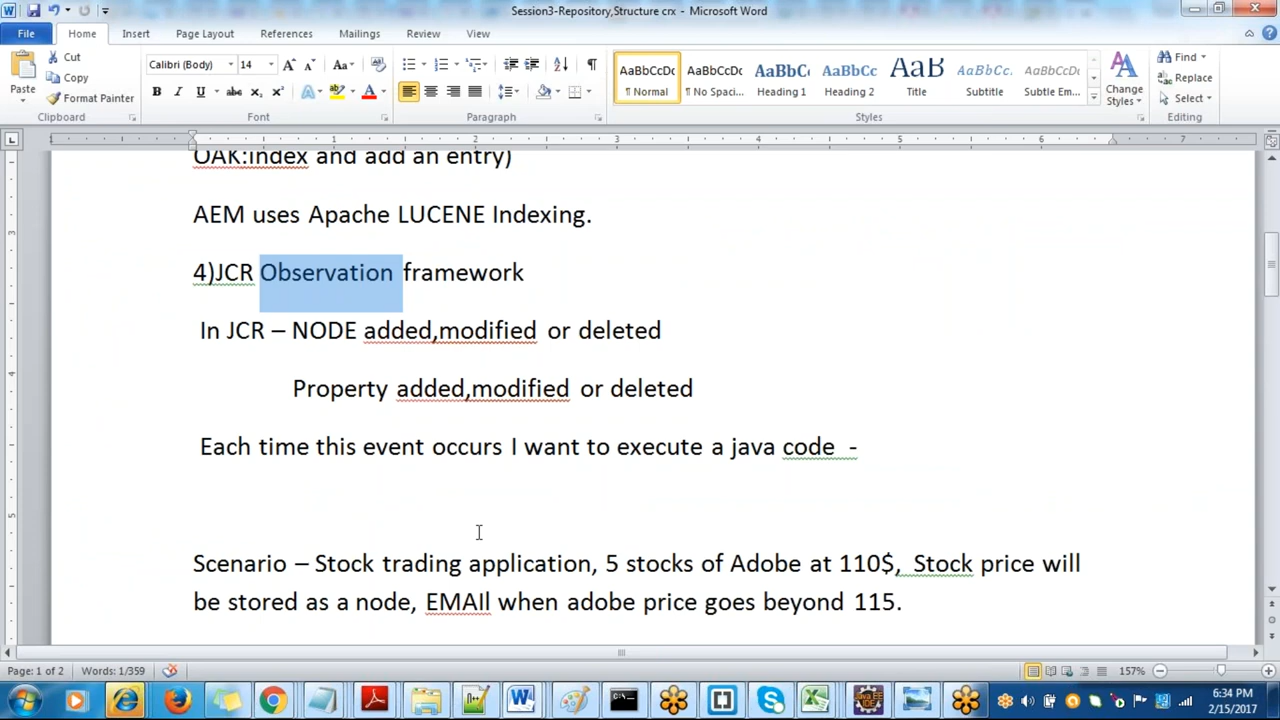 Session3-Repository,Structure crx - Microsoft Word
File Home Insert Page Layout References Mailings Review View
Paste
Cut
Copy
Format Painter
Clipboard
Calibri (Body) 14
Font
Paragraph
AaBbCcDc AaBbCcDc AaBbC AaBbCc AaB AaBbCc. AaBbCcDc
¶ Normal ¶ No Spaci... Heading 1 Heading 2 Title Subtitle Subtle Em...
Styles
Change Styles
Find
Replace
Select
Editing
OAK:Index and add an entry)
AEM uses Apache LUCENE Indexing.
4)JCR Observation framework
In JCR – NODE added,modified or deleted
Property added,modified or deleted
Each time this event occurs I want to execute a java code -
Scenario – Stock trading application, 5 stocks of Adobe at 110$, Stock price will
be stored as a node, EMAIl when adobe price goes beyond 115.
Page: 1 of 2 Words: 1/359 157%
6:34 PM
2/15/2017